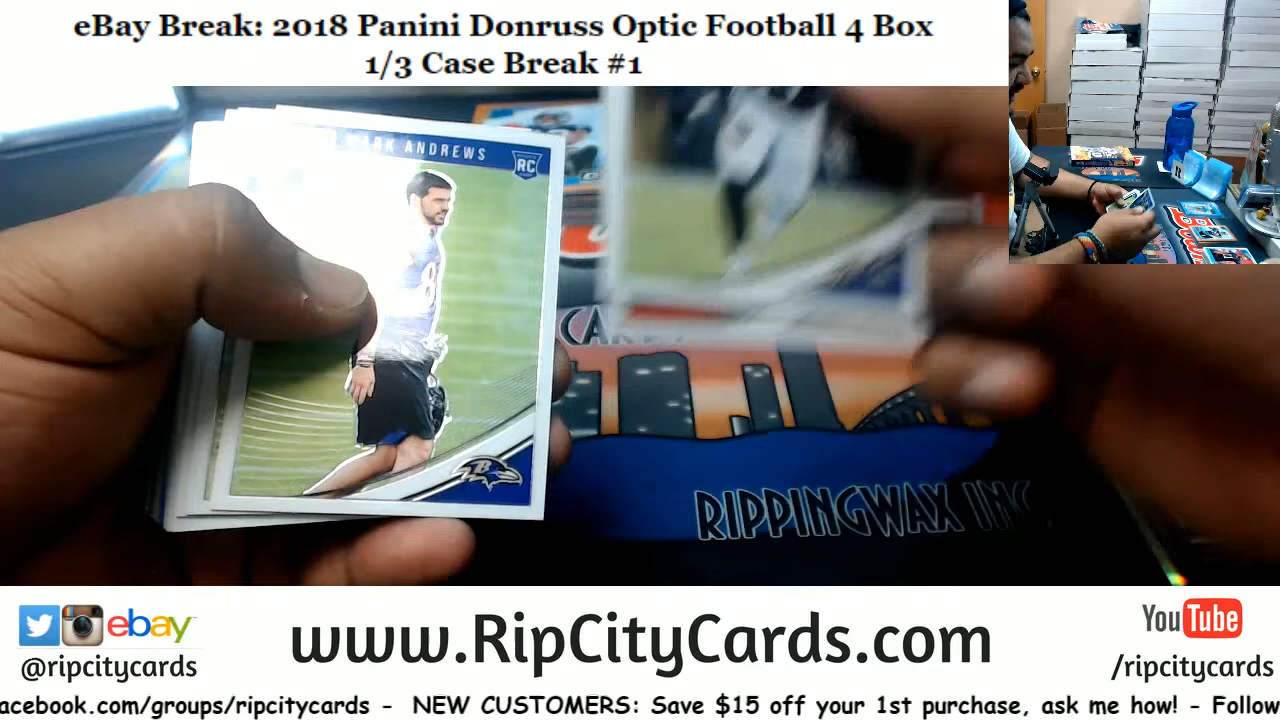 eBay Break: 2018 Panini Donruss Optic Football 4 Box
1/3 Case Break #1
ANDREWS
RC
8
B
RIPPINGWAX INC
ebay
@ripcitycards
www.RipCityCards.com
YouTube
/ripcitycards
acebook.com/groups/ripcitycards - NEW CUSTOMERS: Save $15 off your 1st purchase, ask me how! - Follow